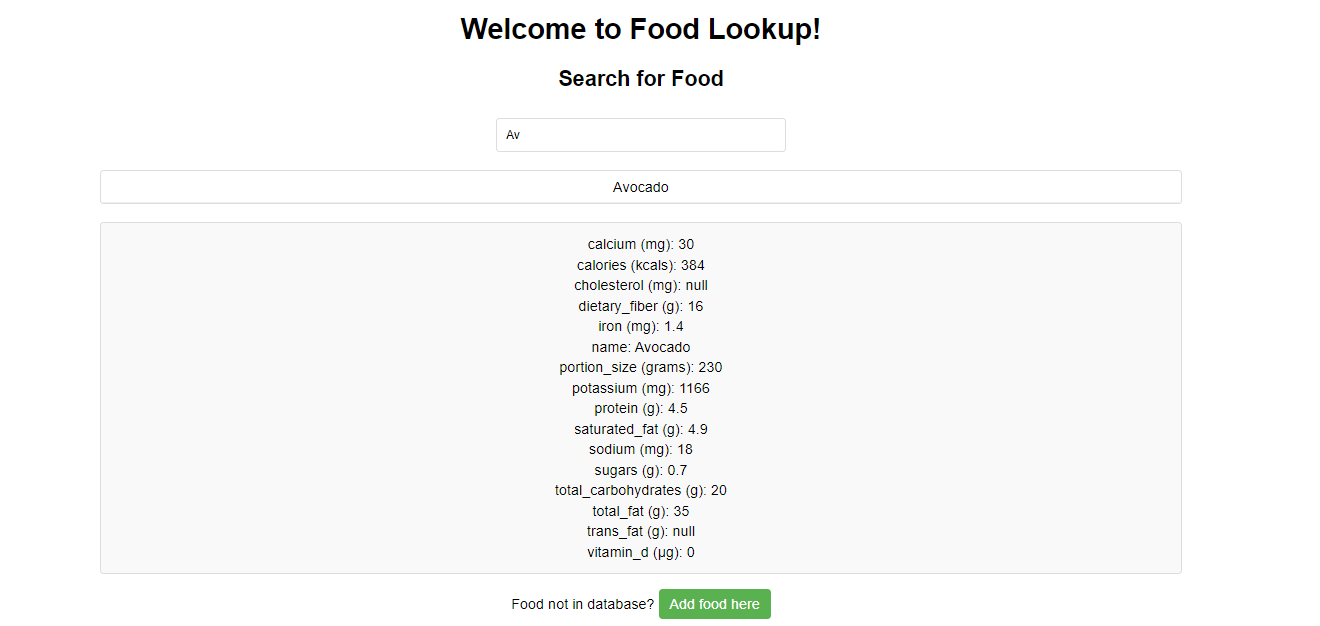 Welcome to Food Lookup!
Search for Food
Av
Avocado
calcium (mg): 30
calories (kcals): 384
cholesterol (mg): null
dietary_fiber (g): 16
iron (mg): 1.4
name: Avocado
portion_size (grams): 230
potassium (mg): 1166
protein (g): 4.5
saturated_fat (g): 4.9
sodium (mg): 18
sugars (g): 0.7
total_carbohydrates (g): 20
total_fat (g): 35
trans_fat (g): null
vitamin_d (µg): 0
Food not in database? Add food here